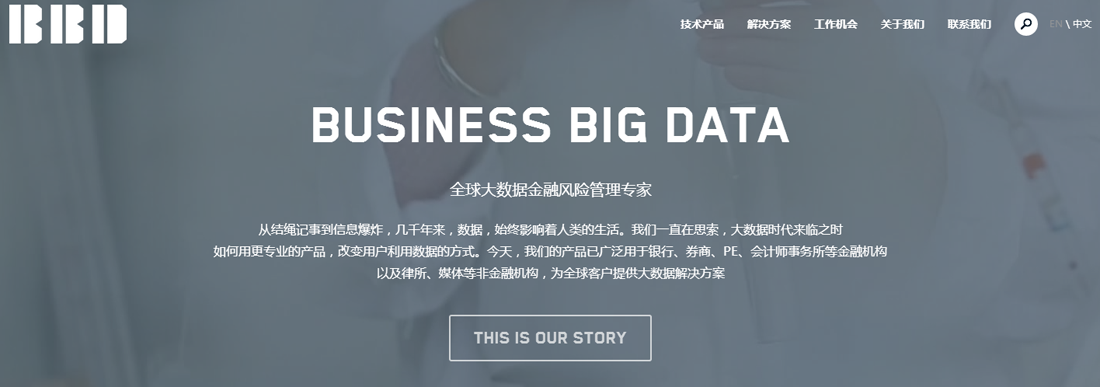 BBD
技术产品 解决方案 工作机会 关于我们 联系我们 EN \ 中文
BUSINESS BIG DATA
全球大数据金融风险管理专家
从结绳记事到信息爆炸，几千年来，数据，始终影响着人类的生活。我们一直在思索，大数据时代来临之时
如何用更专业的产品，改变用户利用数据的方式。今天，我们的产品已广泛用于银行、券商、PE、会计师事务所等金融机构
以及律所、媒体等非金融机构，为全球客户提供大数据解决方案
THIS IS OUR STORY